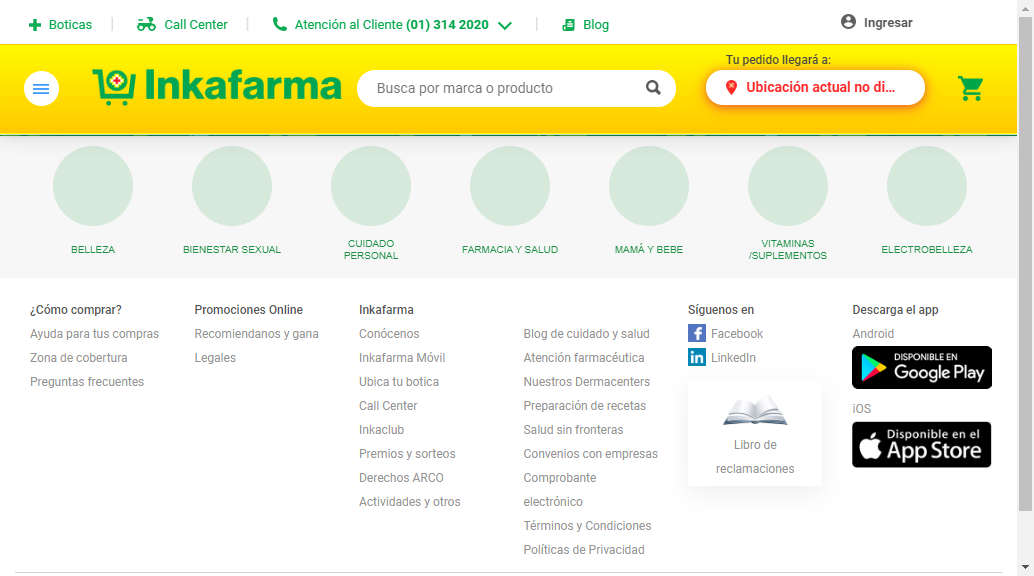 Boticas
Call Center
Atención al Cliente (01) 314 2020
Blog
Ingresar
Inkafarma
Busca por marca o producto
Tu pedido llegará a:
Ubicación actual no di...
BELLEZA
BIENESTAR SEXUAL
CUIDADO
PERSONAL
FARMACIA Y SALUD
MAMÁ Y BEBE
VITAMINAS
/SUPLEMENTOS
ELECTROBELLEZA
¿Cómo comprar?
Ayuda para tus compras
Zona de cobertura
Preguntas frecuentes
Promociones Online
Recomiendanos y gana
Legales
Inkafarma
Conócenos
Inkafarma Móvil
Ubica tu botica
Call Center
Inkaclub
Premios y sorteos
Derechos ARCO
Actividades y otros
Blog de cuidado y salud
Atención farmacéutica
Nuestros Dermacenters
Preparación de recetas
Salud sin fronteras
Convenios con empresas
Comprobante
electrónico
Términos y Condiciones
Políticas de Privacidad
Síguenos en
Facebook
LinkedIn
Libro de
reclamaciones
Descarga el app
Android
DISPONIBLE EN
Google Play
iOS
Disponible en el
App Store